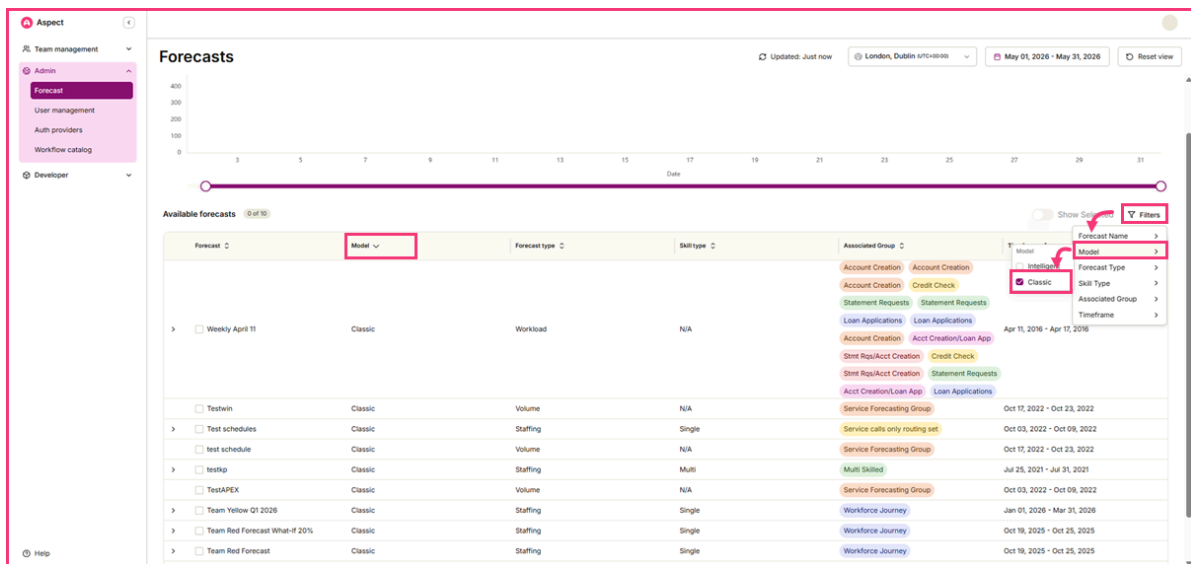 Aspect
Team management
Admin
Forecast
User management
Auth providers
Workflow catalog
Developer
Help
Forecasts
Updated: Just now
London, Dublin (UTC+00:00)
May 01, 2026 - May 31, 2026
Reset view
400
300
200
100
0
3 5 7 9 11 13 15 17 19 21 23 25 27 29 31
Date
Available forecasts 0 of 10
Show Selected
Filters
Forecast Name
Model
Forecast Type
Skill Type
Associated Group
Timeframe
Model
Intelligent
Classic
Forecast Model Forecast type Skill type Associated Group
Weekly April 11 Classic Workload N/A Apr 11, 2016 - Apr 17, 2016
Account Creation Account Creation
Account Creation Credit Check
Statement Requests Statement Requests
Loan Applications Loan Applications
Account Creation Acct Creation/Loan App
Stmt Rqs/Acct Creation Credit Check
Stmt Rqs/Acct Creation Statement Requests
Acct Creation/Loan App Loan Applications
Testwin Classic Volume N/A Service Forecasting Group Oct 17, 2022 - Oct 23, 2022
Test schedules Classic Staffing Single Service calls only routing set Oct 03, 2022 - Oct 09, 2022
test schedule Classic Volume N/A Service Forecasting Group Oct 17, 2022 - Oct 23, 2022
testkp Classic Staffing Multi Multi Skilled Jul 25, 2021 - Jul 31, 2021
TestAPEX Classic Volume N/A Service Forecasting Group Oct 03, 2022 - Oct 09, 2022
Team Yellow Q1 2026 Classic Staffing Single Workforce Journey Jan 01, 2026 - Mar 31, 2026
Team Red Forecast What-If 20% Classic Staffing Single Workforce Journey Oct 19, 2025 - Oct 25, 2025
Team Red Forecast Classic Staffing Single Workforce Journey Oct 19, 2025 - Oct 25, 2025